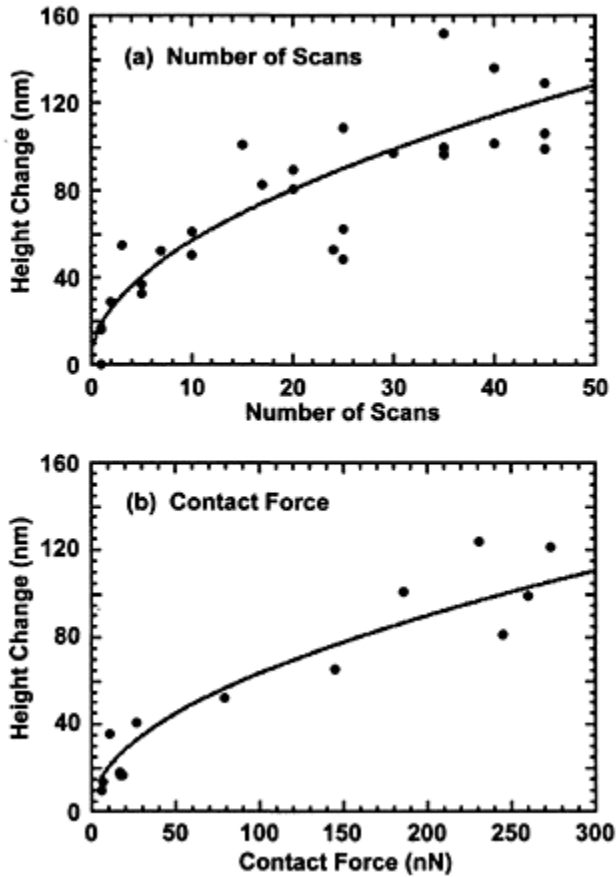 160
(a) Number of Scans
120
Height Change (nm)
80
40
0
0 10 20 30 40 50
Number of Scans
160
(b) Contact Force
120
Height Change (nm)
80
40
0
0 50 100 150 200 250 300
Contact Force (nN)